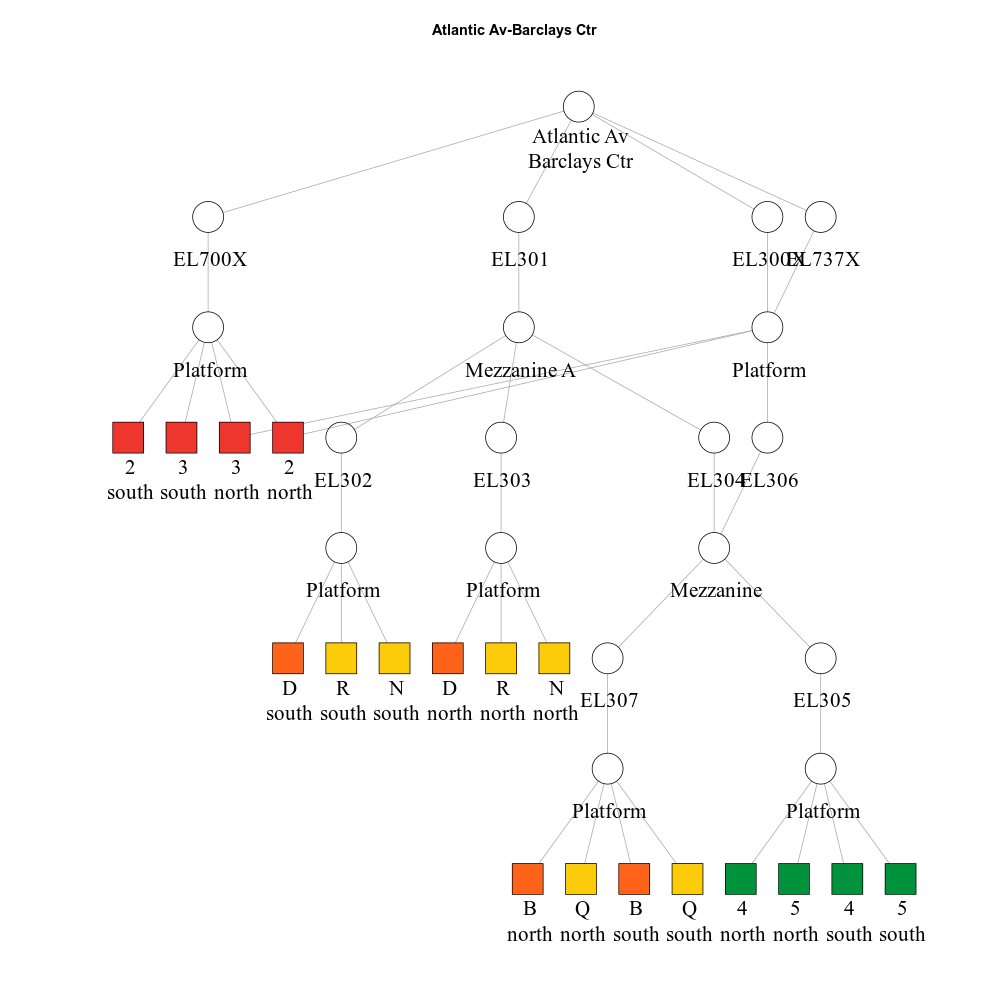 Atlantic Av-Barclays Ctr
Atlantic Av
Barclays Ctr
EL700X
EL301
EL300X
EL737X
Platform
Mezzanine A
Platform
2
south
3
south
3
north
2
north
EL302
EL303
EL304
EL306
Platform
Platform
Mezzanine
D
south
R
south
N
south
D
north
R
north
N
north
EL307
EL305
Platform
Platform
B
north
Q
north
B
south
Q
south
4
north
5
north
4
south
5
south